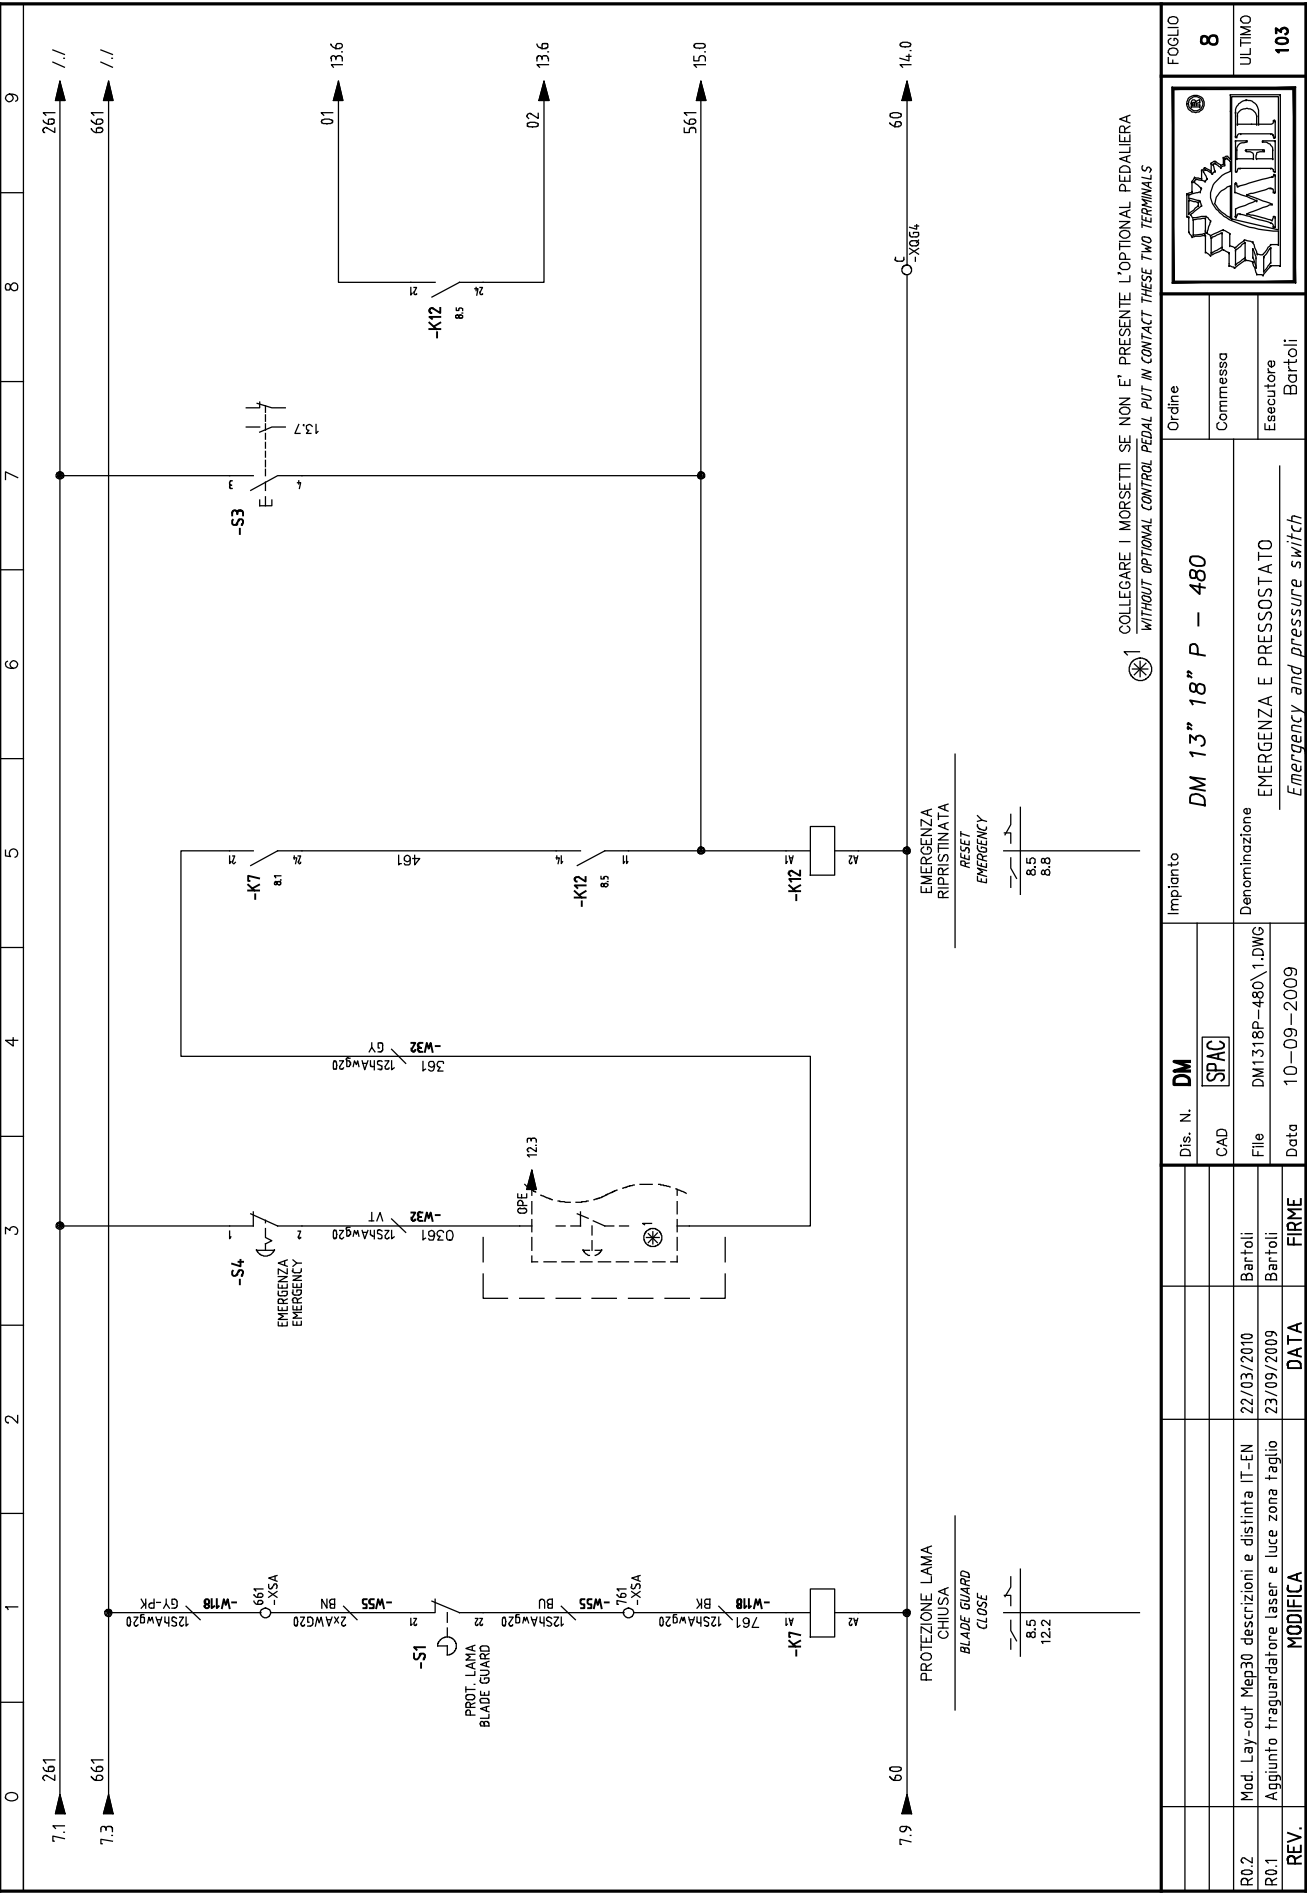 0 1 2 3 4 5 6 7 8 9
7.1 261
261 /./
7.3 661
661 /./
-W118
12ShAwg20 GY-PK
661
-XSA
-W55
2xAWG20 BN
21
-S1
22
PROT. LAMA
BLADE GUARD
-W55
12ShAwg20 BU
761
-XSA
-W118
12ShAwg20 BK
761
A1
-K7
A2
7.9 60
PROTEZIONE LAMA
CHIUSA
BLADE GUARD
CLOSE
8.5
12.2
1
-S4
2
EMERGENZA
EMERGENCY
-W32
12ShAwg20 VT
0361
OPE
12.3
1
-W32
12ShAwg20 GY
361
21
-K7
8.1
24
461
14
-K12
8.5
11
A1
-K12
A2
EMERGENZA
RIPRISTINATA
RESET
EMERGENCY
8.5
8.8
3
-S3
4
13.7
01 13.6
21
-K12
8.5
24
02 13.6
561 15.0
C
-XQG4
60 14.0
1 COLLEGARE I MORSETTI SE NON E' PRESENTE L'OPTIONAL PEDALIERA
WITHOUT OPTIONAL CONTROL PEDAL PUT IN CONTACT THESE TWO TERMINALS
R0.2 Mod. Lay-out Mep30 descrizioni e distinta IT-EN 22/03/2010 Bartoli
R0.1 Aggiunto traguardatore laser e luce zona taglio 23/09/2009 Bartoli
REV. MODIFICA DATA FIRME
Dis. N. DM
CAD SPAC
File DM1318P-480\1.DWG
Data 10-09-2009
Impianto
DM 13" 18" P - 480
Denominazione
EMERGENZA E PRESSOSTATO
Emergency and pressure switch
Ordine
Commessa
Esecutore
Bartoli
MEP ®
FOGLIO
8
ULTIMO
103